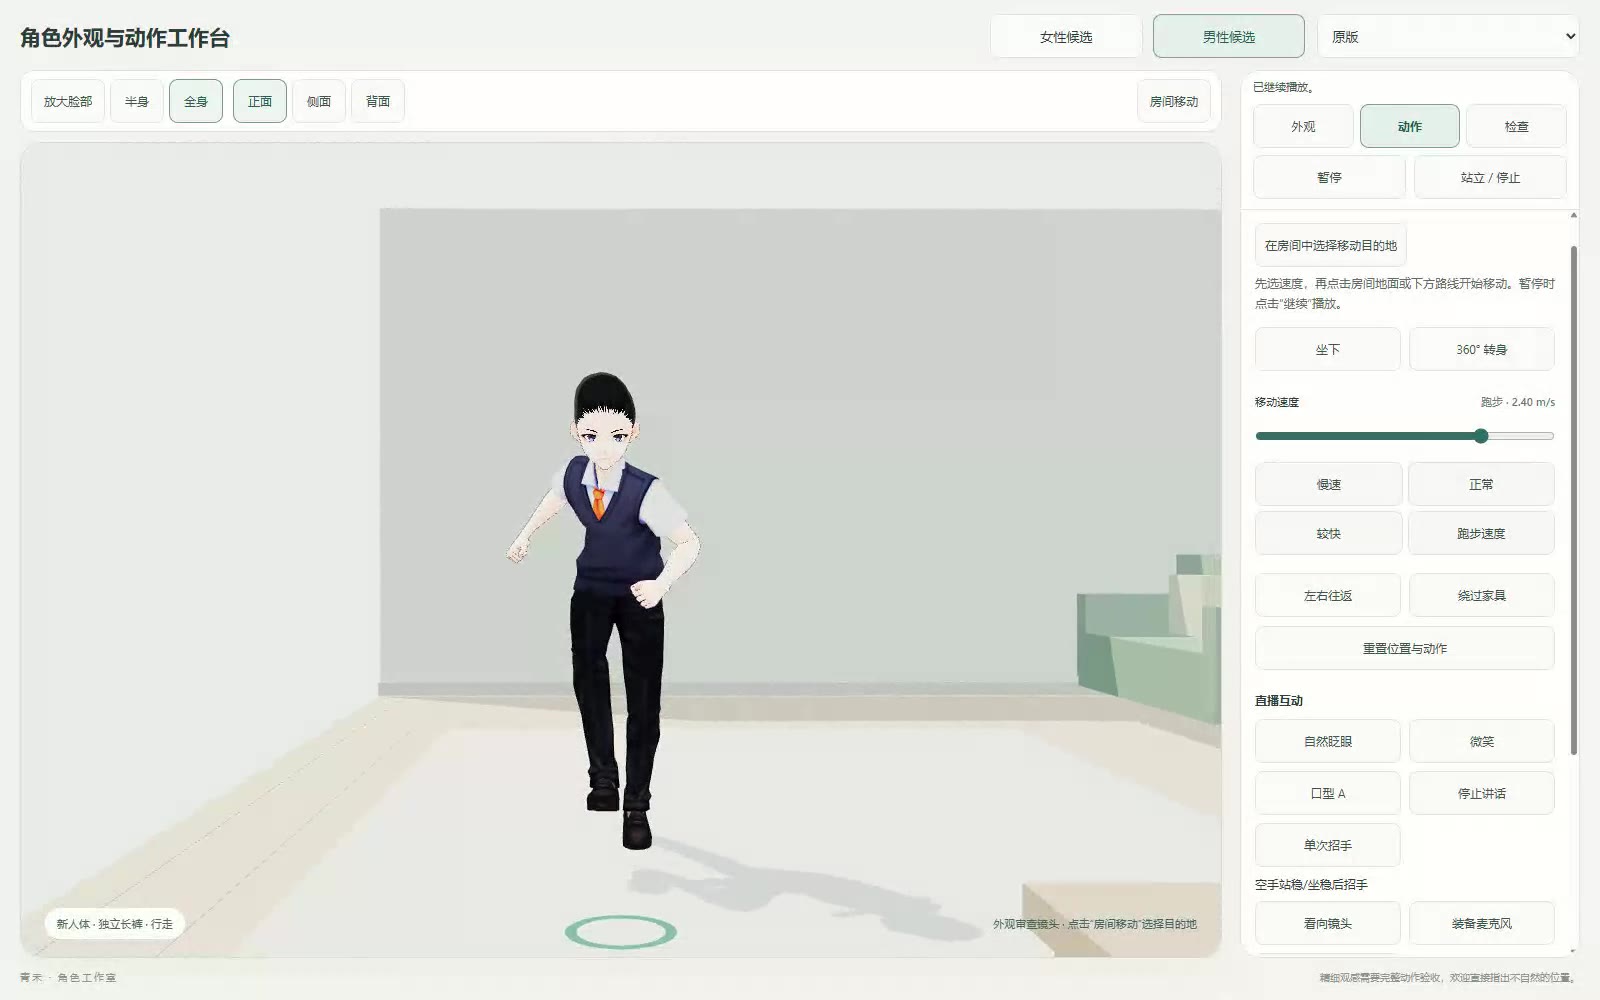 角色外观与动作工作台
女性候选
男性候选
原版
放大脸部
半身
全身
正面
侧面
背面
房间移动
已继续播放。
外观
动作
检查
暂停
站立 / 停止
在房间中选择移动目的地
先选速度，再点击房间地面或下方路线开始移动。暂停时
点击“继续”播放。
坐下
360° 转身
移动速度
跑步 · 2.40 m/s
慢速
正常
较快
跑步速度
左右往返
绕过家具
重置位置与动作
直播互动
自然眨眼
微笑
口型 A
停止讲话
单次招手
空手站稳/坐稳后招手
看向镜头
装备麦克风
新人体 · 独立长裤 · 行走
外观审查镜头 · 点击“房间移动”选择目的地
青禾 · 角色工作室
精细观感需要完整动作验收，欢迎直接指出不自然的位置。